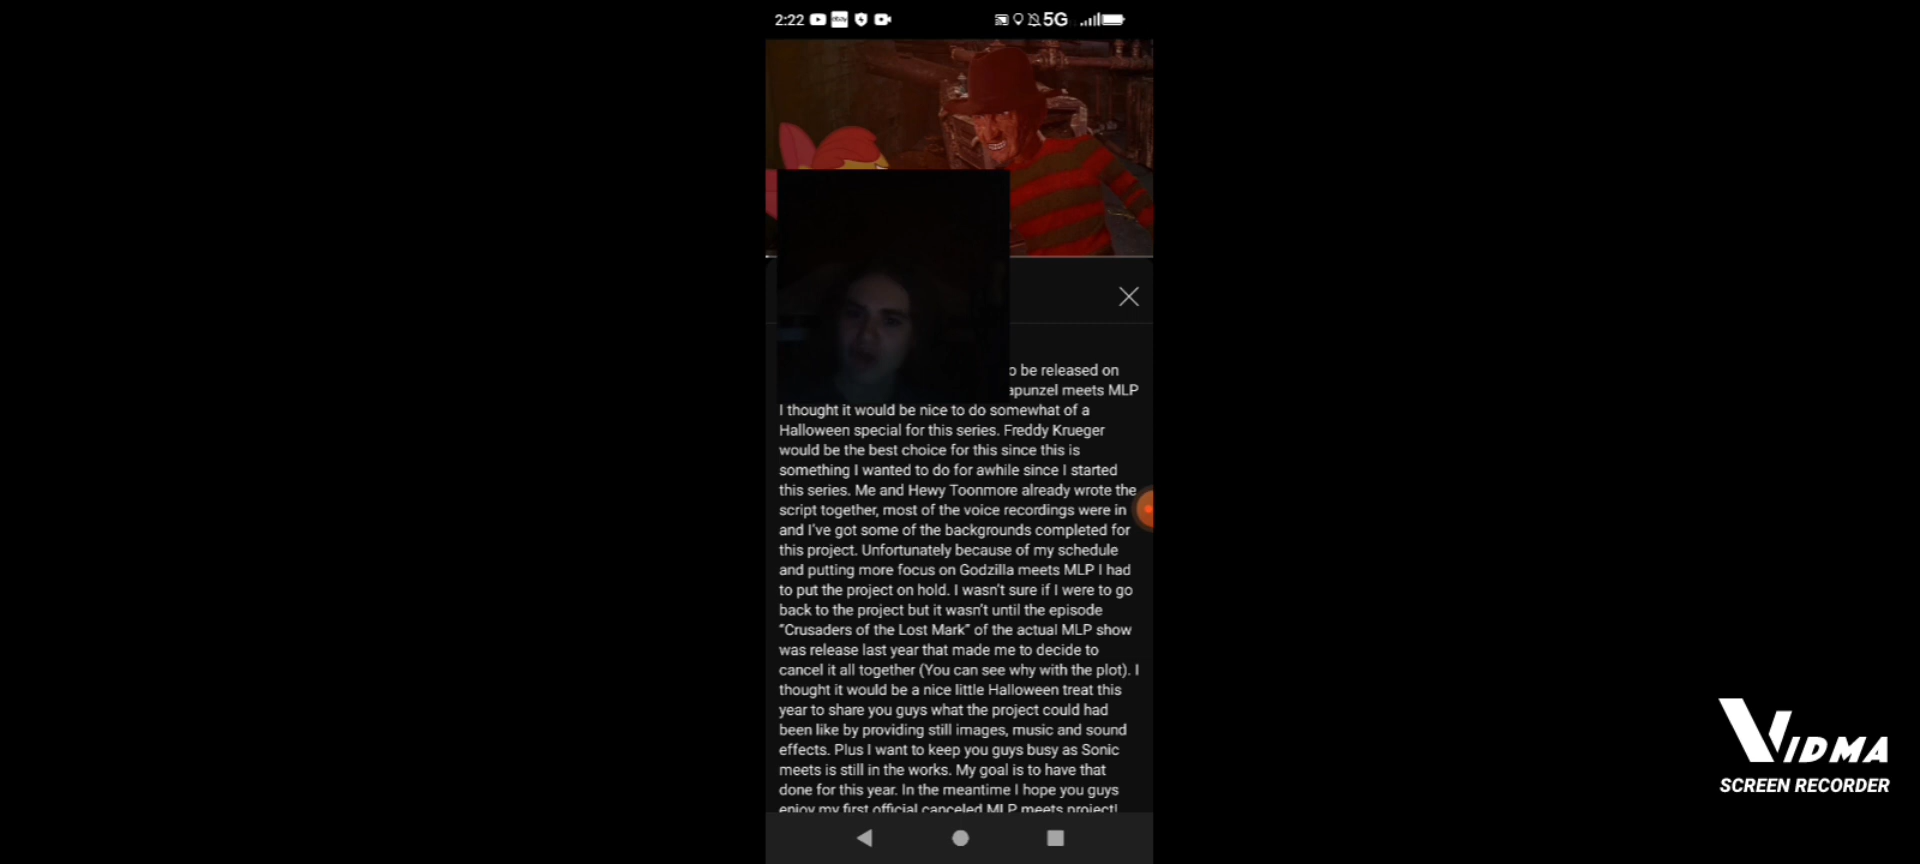 2:22
5G
o be released on
apunzel meets MLP
I thought it would be nice to do somewhat of a
Halloween special for this series. Freddy Krueger
would be the best choice for this since this is
something I wanted to do for awhile since I started
this series. Me and Hewy Toonmore already wrote the
script together, most of the voice recordings were in
and I've got some of the backgrounds completed for
this project. Unfortunately because of my schedule
and putting more focus on Godzilla meets MLP I had
to put the project on hold. I wasn't sure if I were to go
back to the project but it wasn't until the episode
"Crusaders of the Lost Mark" of the actual MLP show
was release last year that made me to decide to
cancel it all together (You can see why with the plot). I
thought it would be a nice little Halloween treat this
year to share you guys what the project could had
been like by providing still images, music and sound
effects. Plus I want to keep you guys busy as Sonic
meets is still in the works. My goal is to have that
done for this year. In the meantime I hope you guys
enjoy my first official canceled MLP meets project!
VIDMA
SCREEN RECORDER